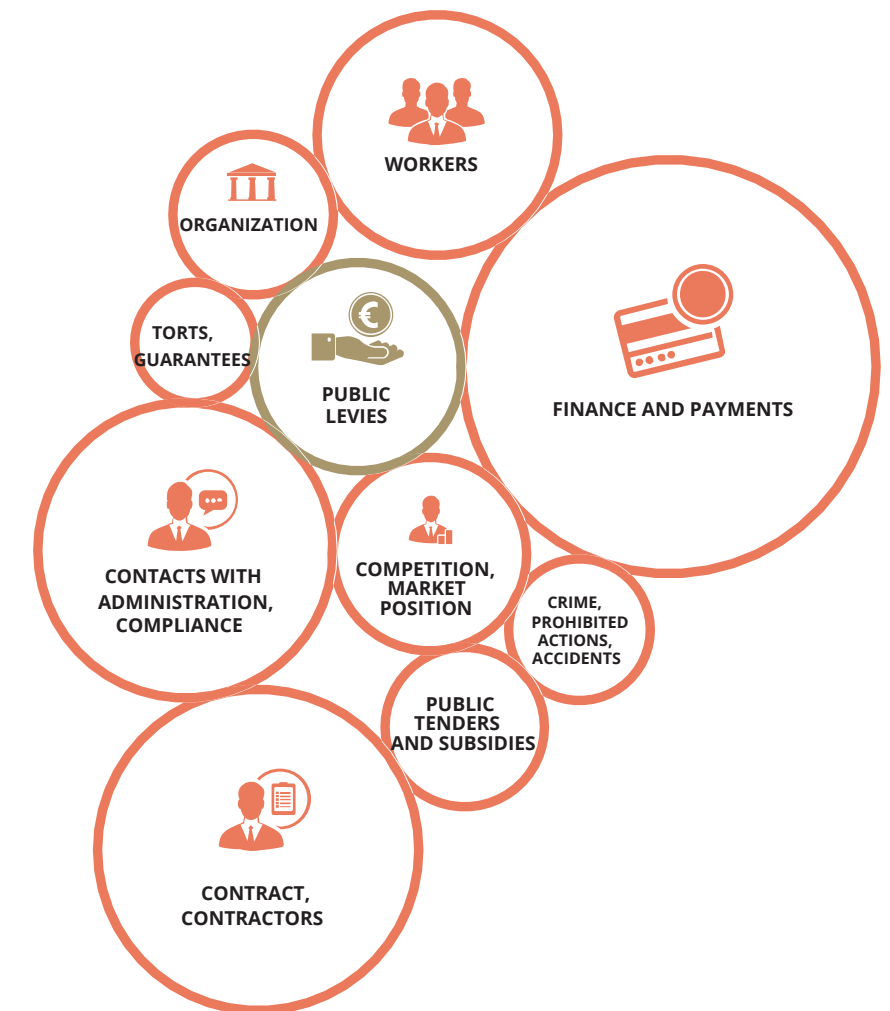 WORKERS
ORGANIZATION
TORTS,
GUARANTEES
€
PUBLIC
LEVIES
FINANCE AND PAYMENTS
CONTACTS WITH
ADMINISTRATION,
COMPLIANCE
COMPETITION,
MARKET
POSITION
CRIME,
PROHIBITED
ACTIONS,
ACCIDENTS
PUBLIC
TENDERS
AND SUBSIDIES
CONTRACT,
CONTRACTORS